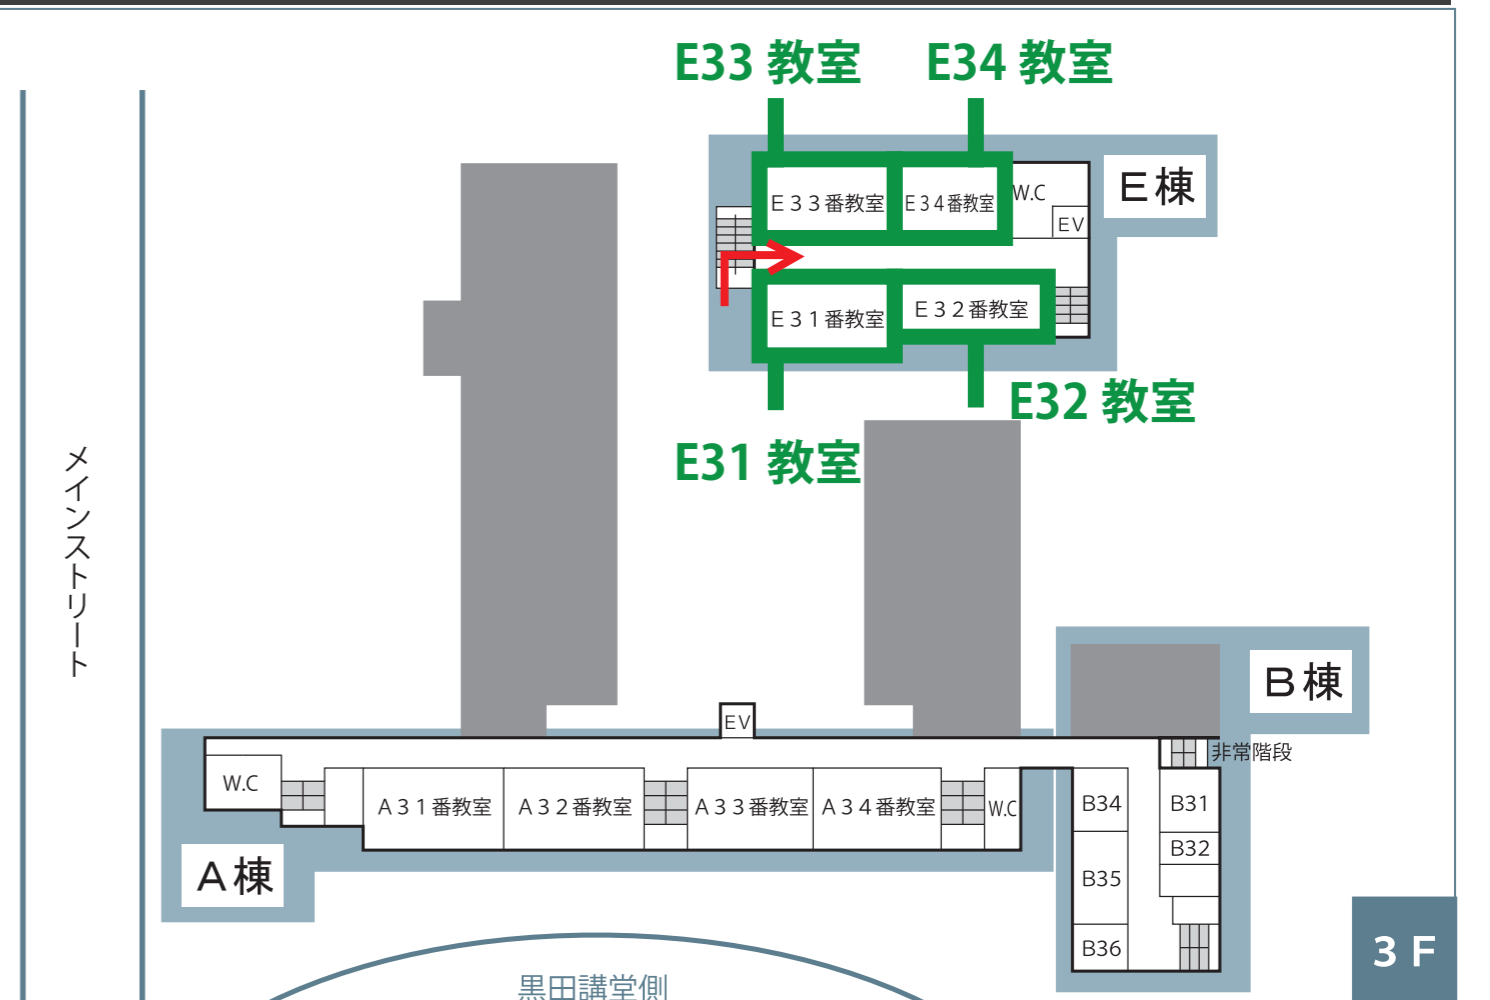 E33 教室
E34 教室
E棟
E33番教室
E34番教室
W.C
EV
E31番教室
E32番教室
E32 教室
E31 教室
メインストリート
B棟
EV
非常階段
W.C
A31番教室
A32番教室
A33番教室
A34番教室
W.C
B34
B31
B32
B35
B36
A棟
3F
黒田講堂側